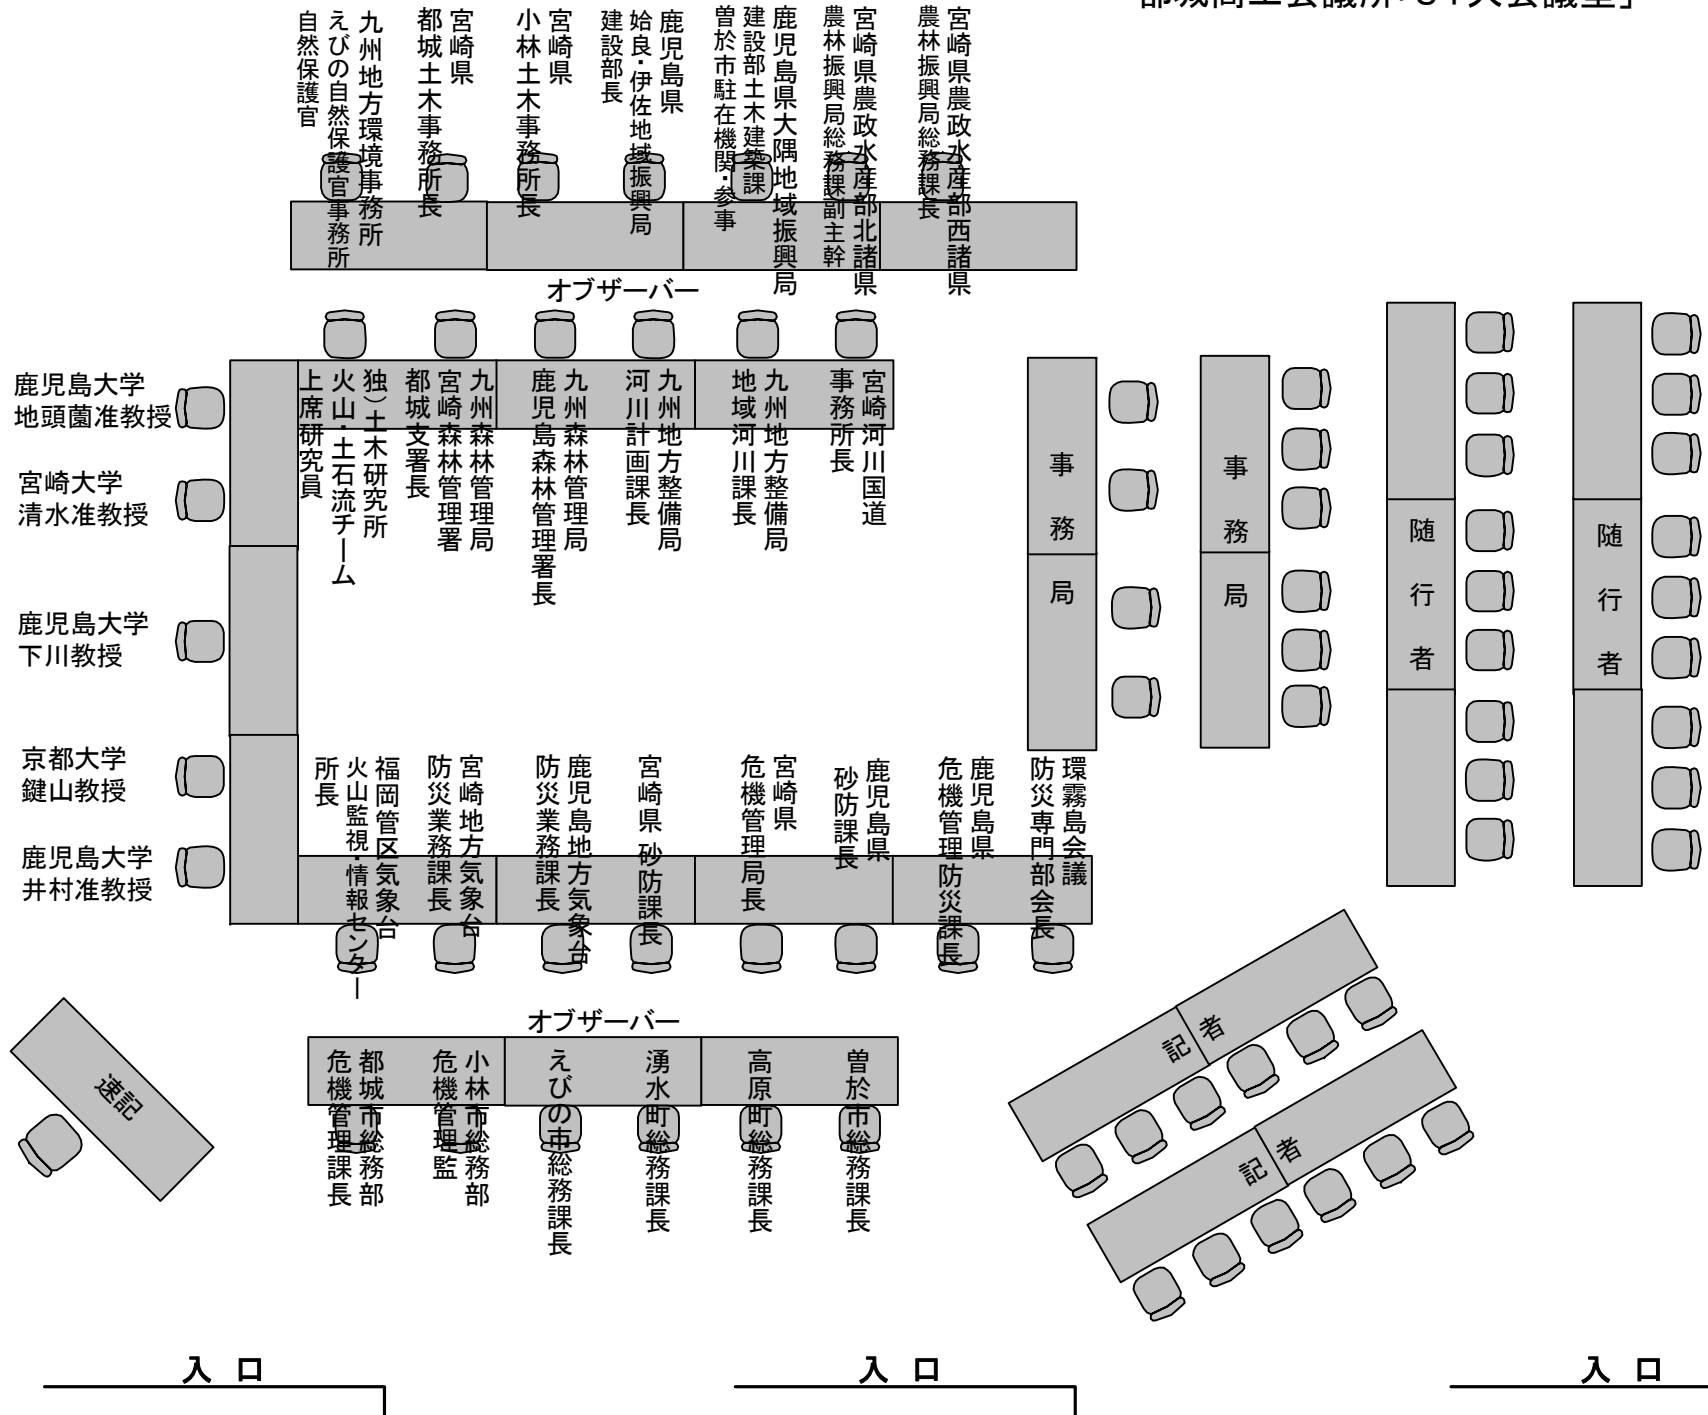 九州地方環境事務所
えびの自然保護官事務所
自然保護官
宮崎県
都城土木事務所長
宮崎県
小林土木事務所長
鹿児島県
姶良・伊佐地域振興局
建設部長
鹿児島県大隅地域振興局
建設部土木建築課
曽於市駐在機関・参事
宮崎県農政水産部北諸県
農林振興局総務課副主幹
宮崎県農政水産部西諸県
農林振興局総務課長
オブザーバー
鹿児島大学
地頭薗准教授
宮崎大学
清水准教授
鹿児島大学
下川教授
京都大学
鍵山教授
鹿児島大学
井村准教授
独）土木研究所
火山・土石流チーム
上席研究員
九州森林管理局
宮崎森林管理署
都城支署長
九州森林管理局
鹿児島森林管理署長
九州地方整備局
河川計画課長
九州地方整備局
地域河川課長
宮崎河川国道
事務所長
事務局
事務局
随行者
随行者
福岡管区気象台
火山監視・情報センター
所長
宮崎地方気象台
防災業務課長
鹿児島地方気象台
防災業務課長
宮崎県 砂防課長
宮崎県
危機管理局長
鹿児島県
砂防課長
鹿児島県
危機管理防災課長
環霧島会議
防災専門部会長
オブザーバー
都城市総務部
危機管理課長
小林市総務部
危機管理監
えびの市総務課長
湧水町総務課長
高原町総務課長
曽於市総務課長
速記
記者
記者
入 口
入 口
入 口